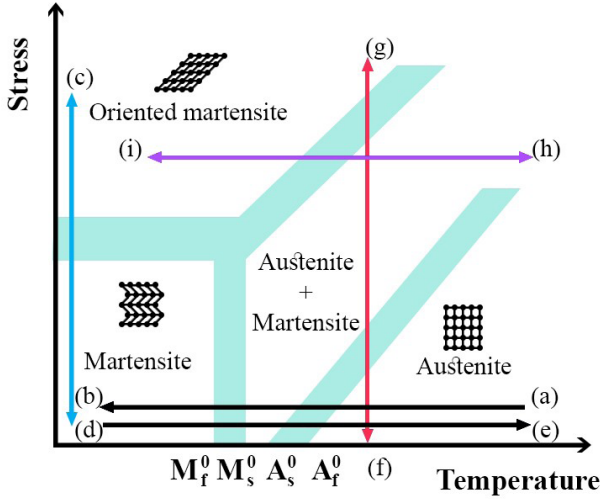 Stress
(g)
(c)
Oriented martensite
(i)
(h)
Austenite
+
Martensite
Martensite
Austenite
(b)
(a)
(d)
(e)
M⁰f M⁰s A⁰s A⁰f (f)
Temperature